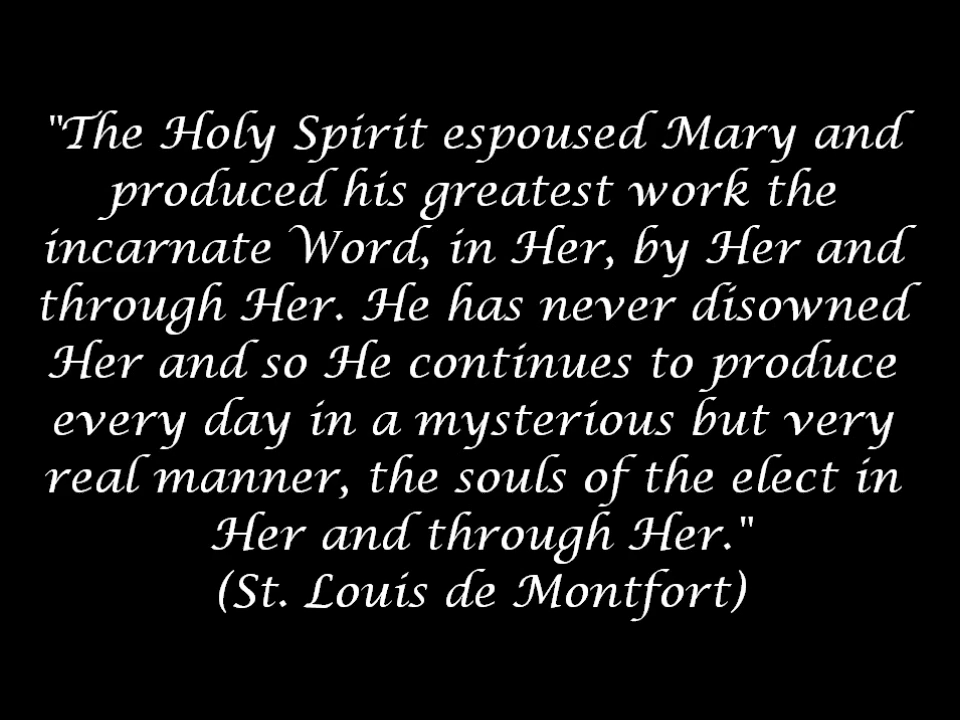 "The Holy Spirit espoused Mary and
produced his greatest work the
incarnate Word, in Her, by Her and
through Her. He has never disowned
Her and so He continues to produce
every day in a mysterious but very
real manner, the souls of the elect in
Her and through Her."
(St. Louis de Montfort)